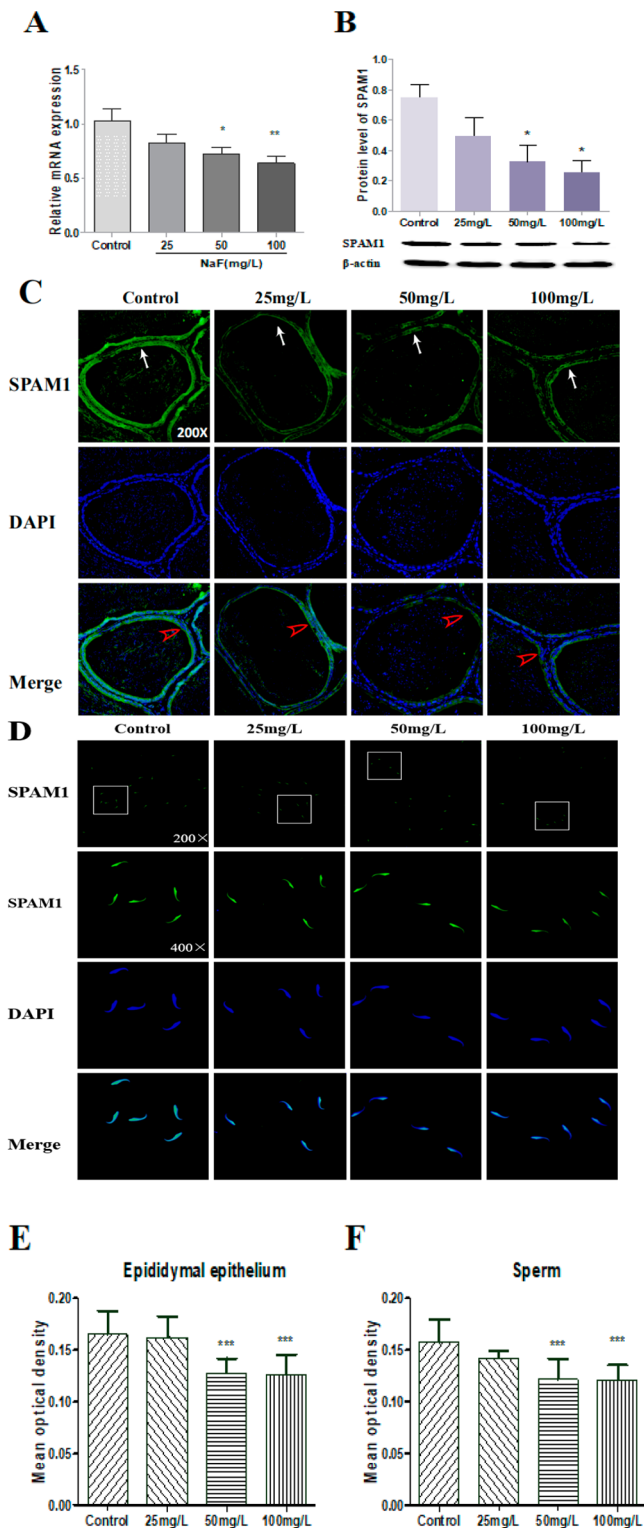 A
Relative mRNA expression
1.5
1.0
0.5
0.0
*
**
Control
25
50
100
NaF(mg/L)
B
Protein level of SPAM1
1.0
0.8
0.6
0.4
0.2
0
*
*
Control
25mg/L
50mg/L
100mg/L
SPAM1
β-actin
C
Control
25mg/L
50mg/L
100mg/L
SPAM1
200X
DAPI
Merge
D
Control
25mg/L
50mg/L
100mg/L
SPAM1
200×
SPAM1
400×
DAPI
Merge
E
Epididymal epithelium
Mean optical density
0.20
0.15
0.10
0.05
0.00
***
***
Control
25mg/L
50mg/L
100mg/L
F
Sperm
Mean optical density
0.20
0.15
0.10
0.05
0.00
***
***
Control
25mg/L
50mg/L
100mg/L